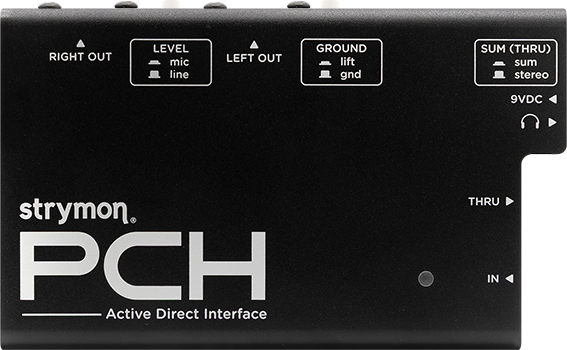 RIGHT OUT
LEVEL
mic
line
LEFT OUT
GROUND
lift
gnd
SUM (THRU)
sum
stereo
9VDC
THRU
IN
strymon®
PCH
Active Direct Interface